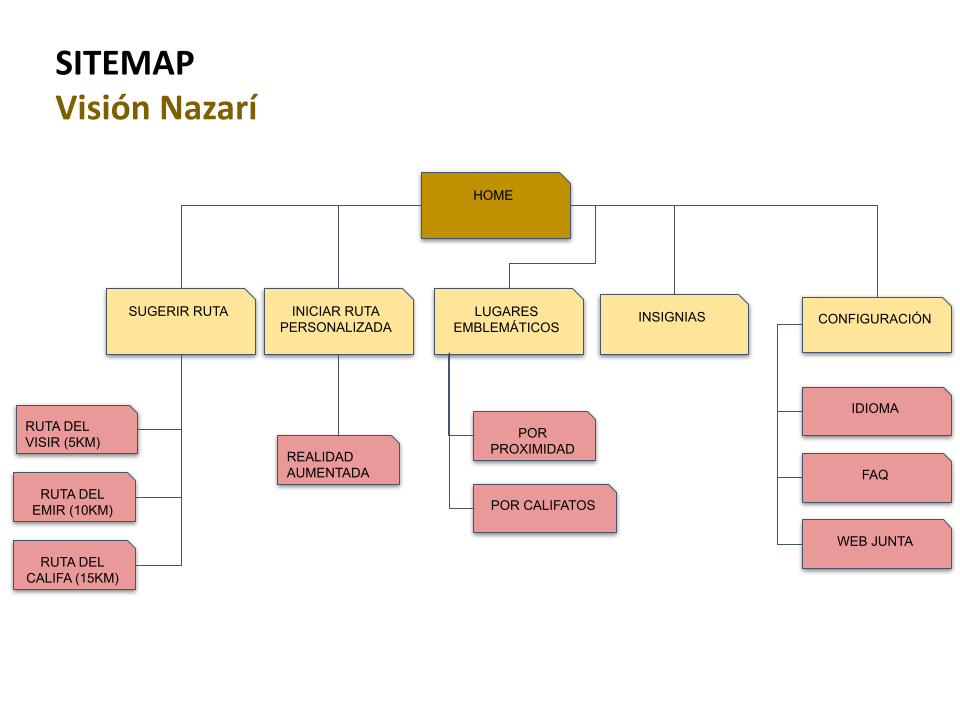 SITEMAP
Visión Nazarí
HOME
SUGERIR RUTA
INICIAR RUTA
PERSONALIZADA
LUGARES
EMBLEMÁTICOS
INSIGNIAS
CONFIGURACIÓN
RUTA DEL
VISIR (5KM)
RUTA DEL
EMIR (10KM)
RUTA DEL
CALIFA (15KM)
REALIDAD
AUMENTADA
POR
PROXIMIDAD
POR CALIFATOS
IDIOMA
FAQ
WEB JUNTA